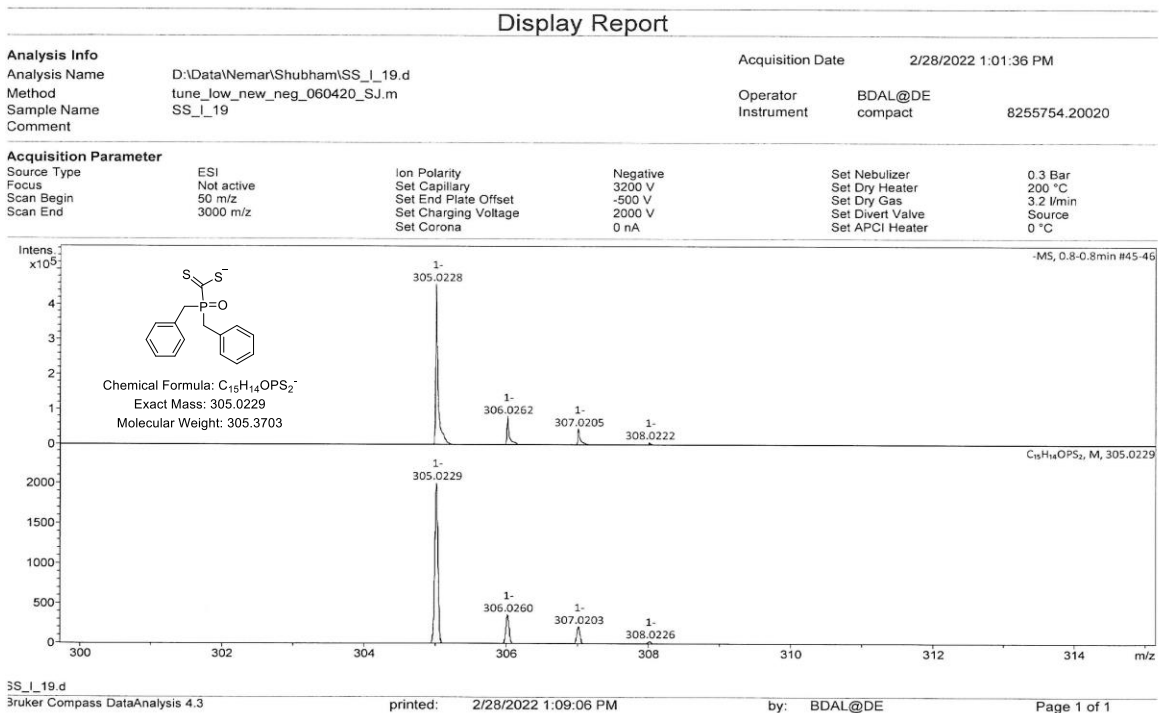 Display Report
Analysis Info
Acquisition Date 2/28/2022 1:01:36 PM
Analysis Name D:\Data\Nemar\Shubham\SS_I_19.d
Method tune_low_new_neg_060420_SJ.m
Operator BDAL@DE
Sample Name SS_I_19
Instrument compact 8255754.20020
Comment
Acquisition Parameter
Source Type ESI Ion Polarity Negative Set Nebulizer 0.3 Bar
Focus Not active Set Capillary 3200 V Set Dry Heater 200 °C
Scan Begin 50 m/z Set End Plate Offset -500 V Set Dry Gas 3.2 l/min
Scan End 3000 m/z Set Charging Voltage 2000 V Set Divert Valve Source
Set Corona 0 nA Set APCI Heater 0 °C
Intens.
x10⁵
-MS, 0.8-0.8min #45-46
1-
305.0228
S S⁻
P=O
4
3
2
1
0
Chemical Formula: C₁₅H₁₄OPS₂⁻
Exact Mass: 305.0229
Molecular Weight: 305.3703
1-
306.0262
1-
307.0205
1-
308.0222
C₁₅H₁₄OPS₂, M, 305.0229
1-
305.0229
2000
1500
1000
500
0
1-
306.0260
1-
307.0203
1-
308.0226
300 302 304 306 308 310 312 314 m/z
SS_I_19.d
Bruker Compass DataAnalysis 4.3 printed: 2/28/2022 1:09:06 PM by: BDAL@DE Page 1 of 1